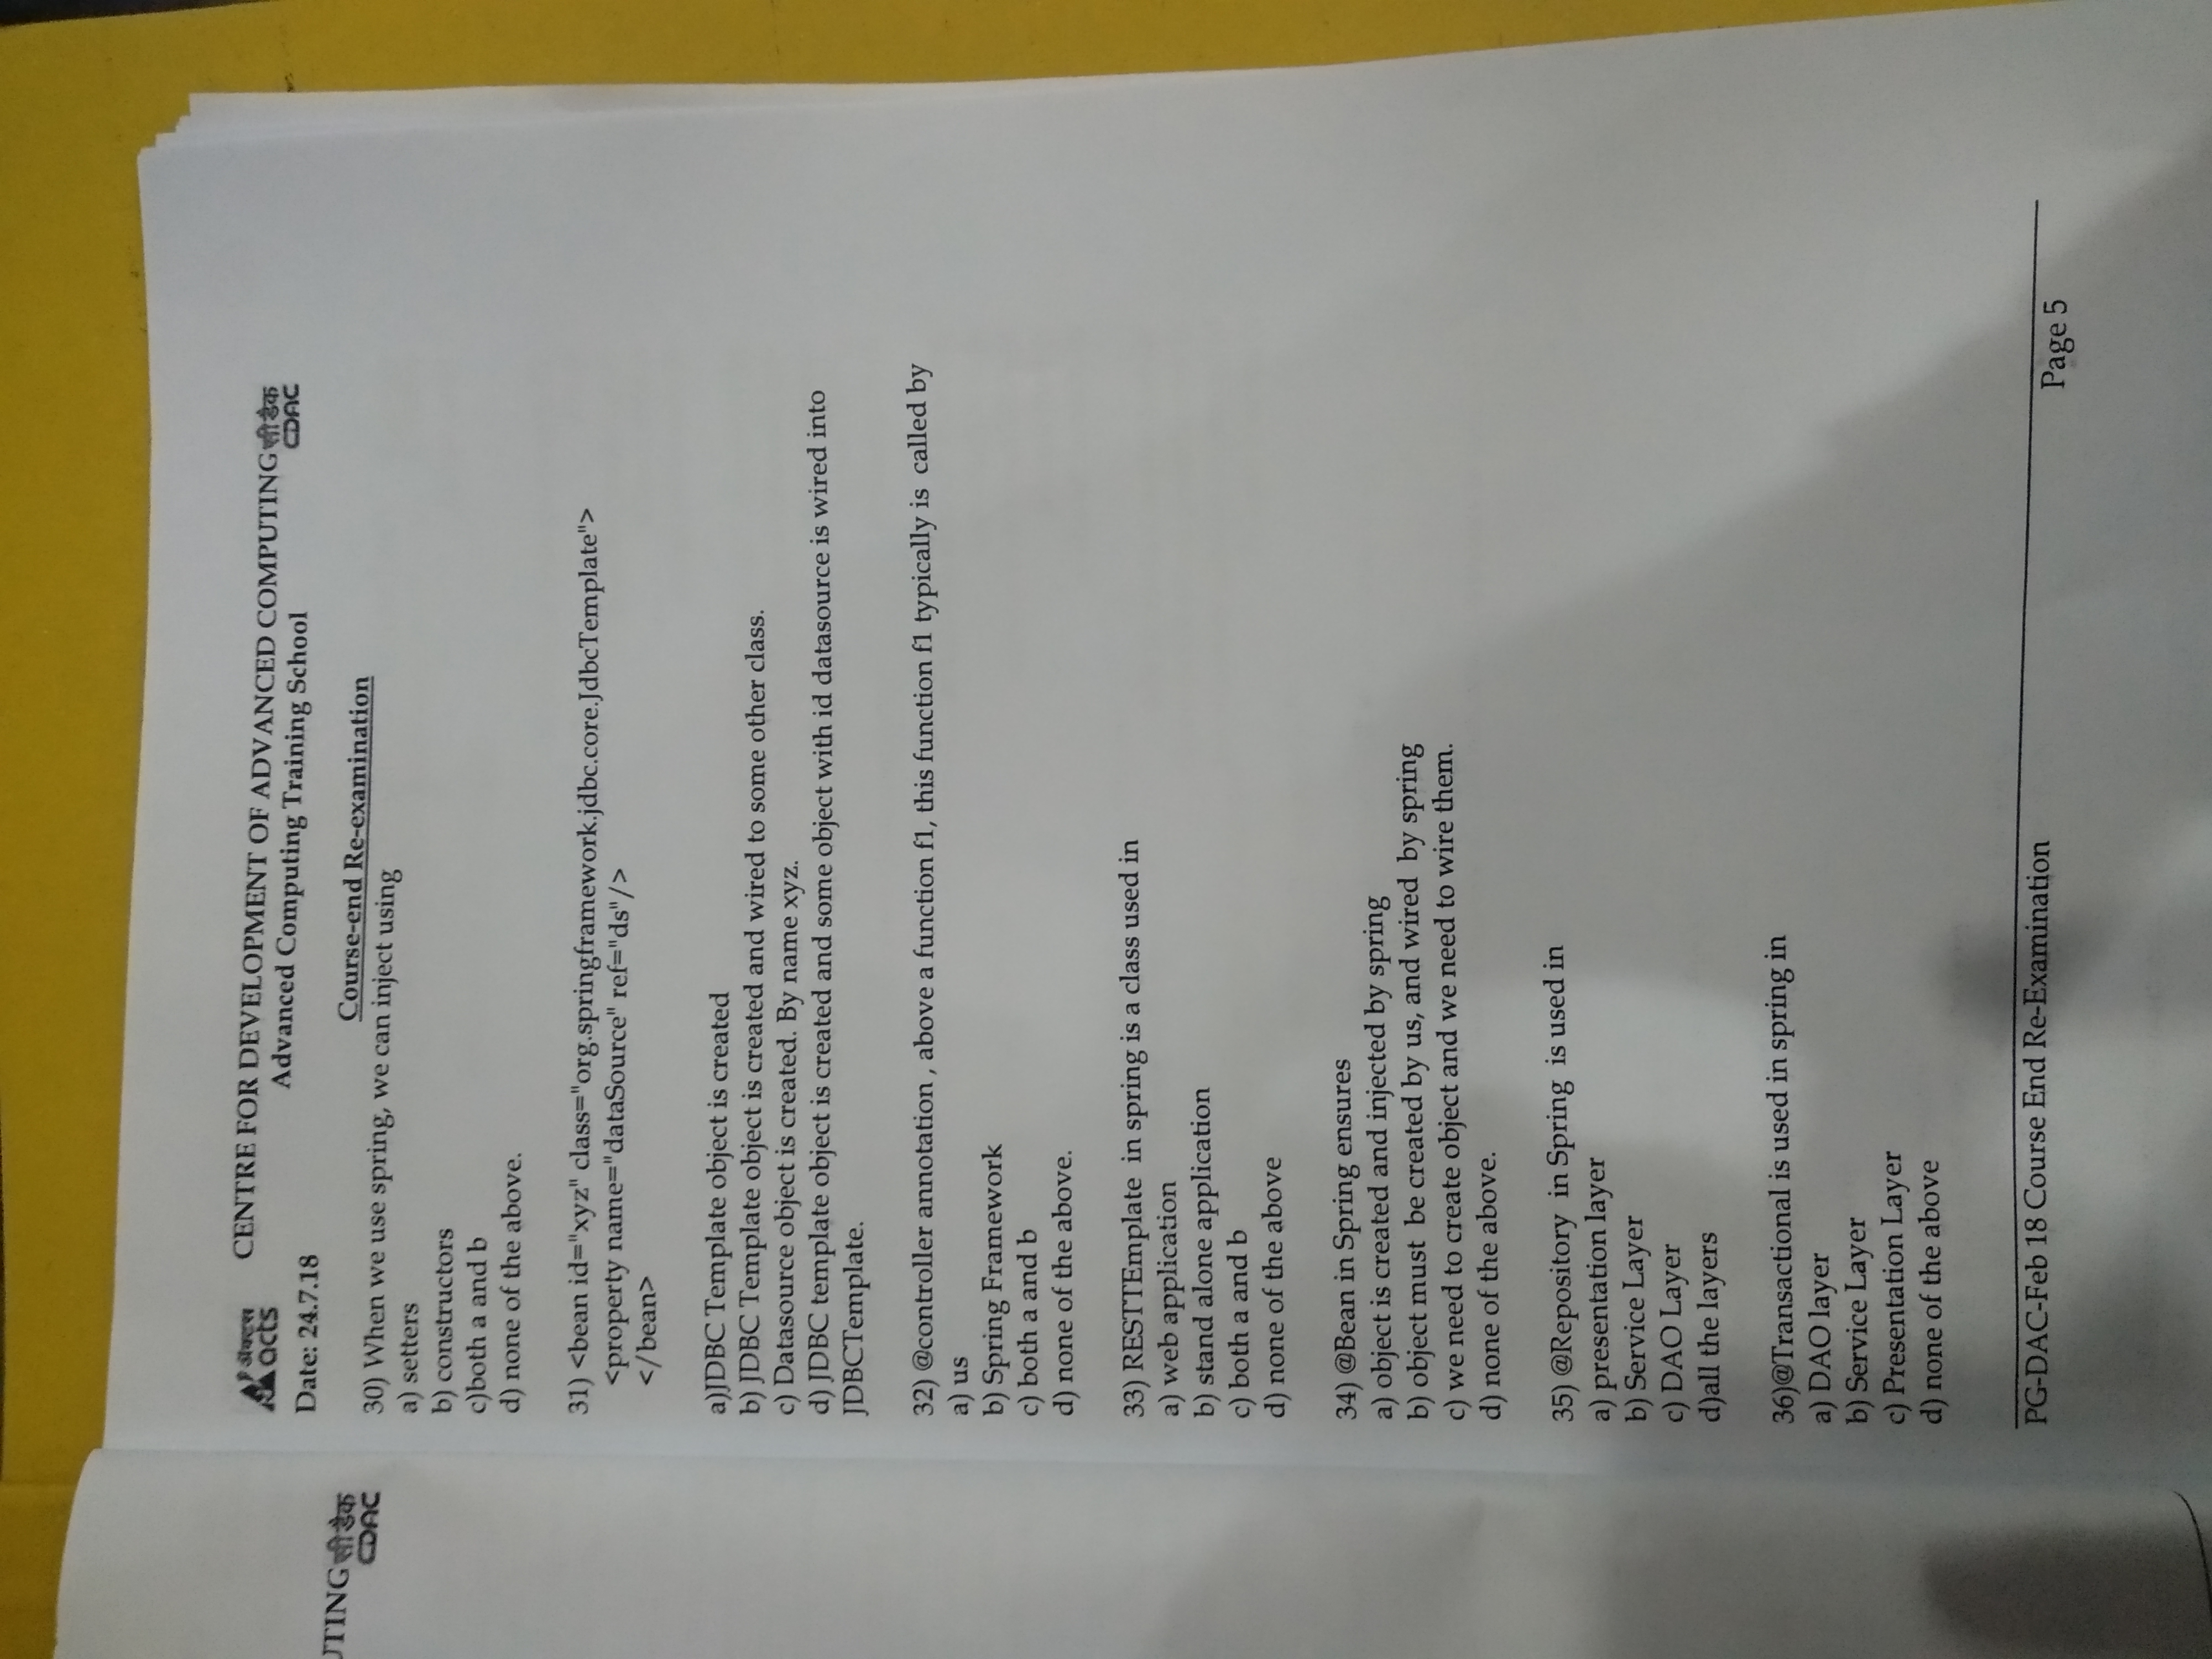 अ‍ॅक्टस
acts
CENTRE FOR DEVELOPMENT OF ADVANCED COMPUTING सी डैक
CDAC
Advanced Computing Training School
Date: 24.7.18
UTING सी डैक
CDAC
Course-end Re-examination
30) When we use spring, we can inject using
a) setters
b) constructors
c)both a and b
d) none of the above.
31) <bean id="xyz" class="org.springframework.jdbc.core.JdbcTemplate">
<property name="dataSource" ref="ds"/>
</bean>
a)JDBC Template object is created
b) JDBC Template object is created and wired to some other class.
c) Datasource object is created. By name xyz.
d) JDBC template object is created and some object with id datasource is wired into
JDBCTemplate.
32) @controller annotation , above a function f1, this function f1 typically is called by
a) us
b) Spring Framework
c) both a and b
d) none of the above.
33) RESTTEmplate in spring is a class used in
a) web application
b) stand alone application
c) both a and b
d) none of the above
34) @Bean in Spring ensures
a) object is created and injected by spring
b) object must be created by us, and wired by spring
c) we need to create object and we need to wire them.
d) none of the above.
35) @Repository in Spring is used in
a) presentation layer
b) Service Layer
c) DAO Layer
d)all the layers
36)@Transactional is used in spring in
a) DAO layer
b) Service Layer
c) Presentation Layer
d) none of the above
PG-DAC-Feb 18 Course End Re-Examination
Page 5